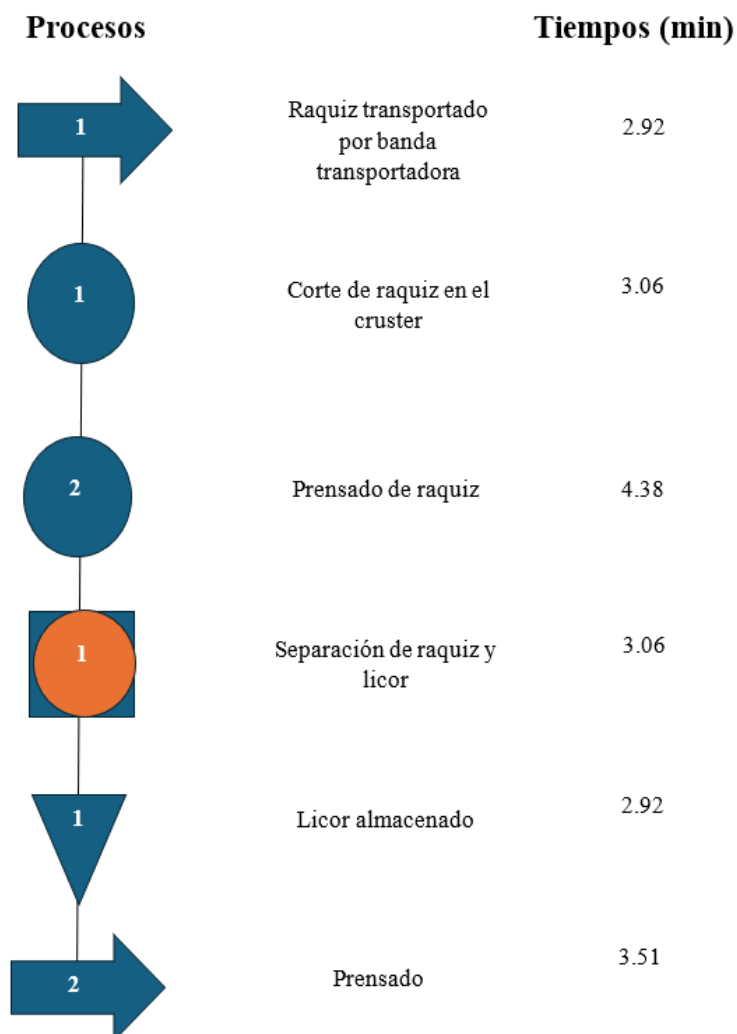 Procesos Tiempos (min)
1
Raquiz transportado
por banda
transportadora
2.92
1
Corte de raquiz en el
cruster
3.06
2
Prensado de raquiz
4.38
1
Separación de raquiz y
licor
3.06
1
Licor almacenado
2.92
2
Prensado
3.51